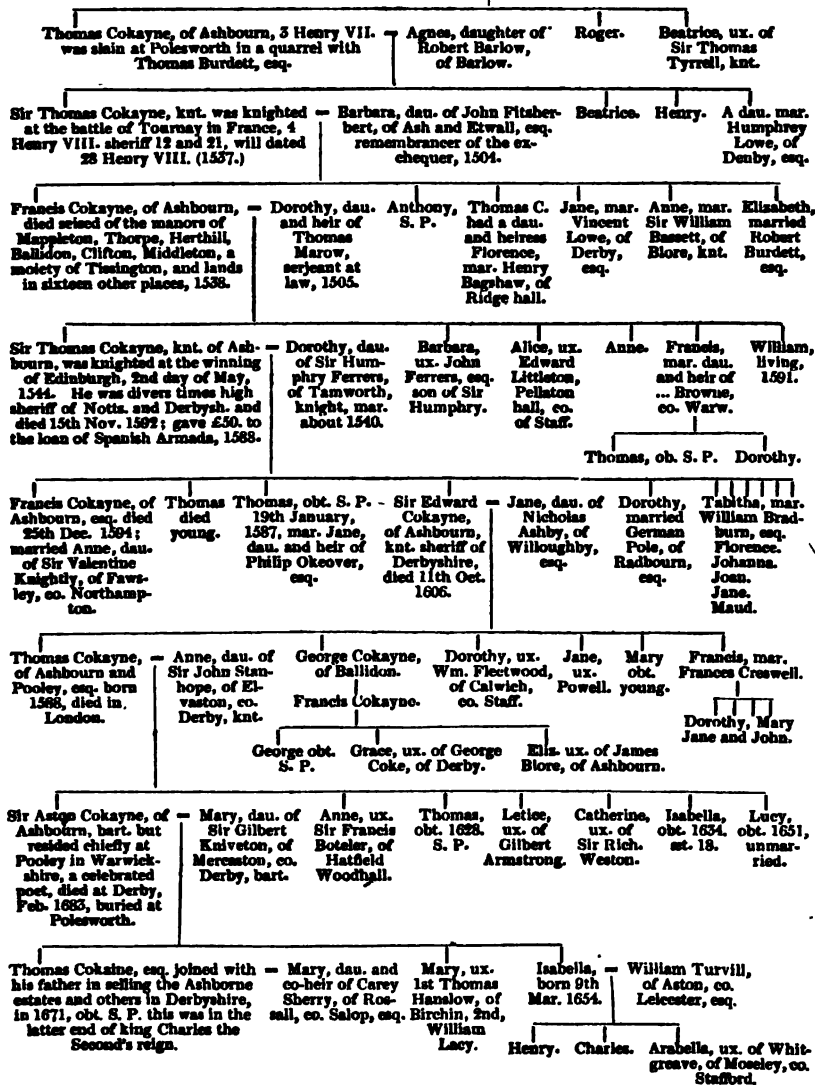 Thomas Cokayne, of Ashbourn, 3 Henry VII.
was slain at Polesworth in a quarrel with
Thomas Burdett, esq.
Agnes, daughter of
Robert Barlow,
of Barlow.
Roger.
Beatrice, ux. of
Sir Thomas
Tyrrell, knt.
Sir Thomas Cokayne, knt. was knighted
at the battle of Tournay in France, 4
Henry VIII. sheriff 12 and 21, will dated
28 Henry VIII. (1537.)
Barbara, dau. of John Fitsher-
bert, of Ash and Etwall, esq.
remembrancer of the ex-
chequer, 1504.
Beatrice.
Henry.
A dau. mar.
Humphrey
Lowe, of
Denby, esq.
Francis Cokayne, of Ashbourn,
died seised of the manors of
Mappleton, Thorpe, Herthill,
Ballidon, Clifton, Middleton, a
moiety of Tissington, and lands
in sixteen other places, 1538.
Dorothy, dau.
and heir of
Thomas
Marow,
serjeant at
law, 1505.
Anthony,
S. P.
Thomas C.
had a dau.
and heiress
Florence,
mar. Henry
Bagshaw, of
Ridge hall.
Jane, mar.
Vincent
Lowe, of
Derby,
esq.
Anne, mar.
Sir William
Bassett, of
Blore, knt.
Elizabeth,
married
Robert
Burdett,
esq.
Sir Thomas Cokayne, knt. of Ash-
bourn, was knighted at the winning
of Edinburgh, 2nd day of May,
1544. He was divers times high
sheriff of Notts. and Derbysh. and
died 15th Nov. 1592; gave £50. to
the loan of Spanish Armada, 1588.
Dorothy, dau.
of Sir Hum-
phry Ferrers,
of Tamworth,
knight, mar.
about 1540.
Barbara,
ux. John
Ferrers, esq.
son of Sir
Humphry.
Alice, ux.
Edward
Littleton,
Pellaton
hall, co.
of Staff.
Anne.
Francis,
mar. dau.
and heir of
... Browne,
co. Warw.
William,
living,
1591.
Thomas, ob. S. P.
Dorothy.
Francis Cokayne, of
Ashbourn, esq. died
25th Dec. 1594;
married Anne, dau.
of Sir Valentine
Knightly, of Faws-
ley, co. Northamp-
ton.
Thomas
died
young.
Thomas, obt. S. P.
19th January,
1587, mar. Jane,
dau. and heir of
Philip Okeover,
esq.
Sir Edward
Cokayne,
of Ashbourn,
knt. sheriff of
Derbyshire,
died 11th Oct.
1606.
Jane, dau. of
Nicholas
Ashby, of
Willoughby,
esq.
Dorothy,
married
German
Pole, of
Radbourn,
esq.
Tabitha, mar.
William Brad-
burn, esq.
Florence.
Johanna.
Joan.
Jane.
Maud.
Thomas Cokayne,
of Ashbourn and
Pooley, esq. born
1588, died in
London.
Anne, dau. of
Sir John Stan-
hope, of El-
vaston, co.
Derby, knt.
George Cokayne,
of Ballidon.
Francis Cokayne.
Dorothy, ux.
Wm. Fleetwood,
of Calwich,
co. Staff.
Jane,
ux.
Powell.
Mary
obt.
young.
Francis, mar.
Frances Creswell.
Dorothy, Mary
Jane and John.
George obt.
S. P.
Grace, ux. of George
Coke, of Derby.
Eliz. ux. of James
Blore, of Ashbourn.
Sir Aston Cokayne, of
Ashbourn, bart. but
resided chiefly at
Pooley in Warwick-
shire, a celebrated
poet, died at Derby,
Feb. 1683, buried at
Polesworth.
Mary, dau. of
Sir Gilbert
Kniveton, of
Mercaston, co.
Derby, bart.
Anne, ux.
Sir Francis
Boteler, of
Hatfield
Woodhall.
Thomas,
obt. 1628.
S. P.
Letice,
ux. of
Gilbert
Armstrong.
Catherine,
ux. of
Sir Rich.
Weston.
Isabella,
obt. 1634.
æt. 18.
Lucy,
obt. 1651,
unmar-
ried.
Thomas Cokaine, esq. joined with
his father in selling the Ashborne
estates and others in Derbyshire,
in 1671, obt. S. P. this was in the
latter end of king Charles the
Second's reign.
Mary, dau. and
co-heir of Carey
Sherry, of Ros-
sall, co. Salop, esq.
Mary, ux.
1st Thomas
Hanslow, of
Birchin, 2nd,
William
Lacy.
Isabella,
born 9th
Mar. 1654.
William Turvill,
of Aston, co.
Leicester, esq.
Henry.
Charles.
Arabella, ux. of Whit-
greave, of Moseley, co.
Stafford.